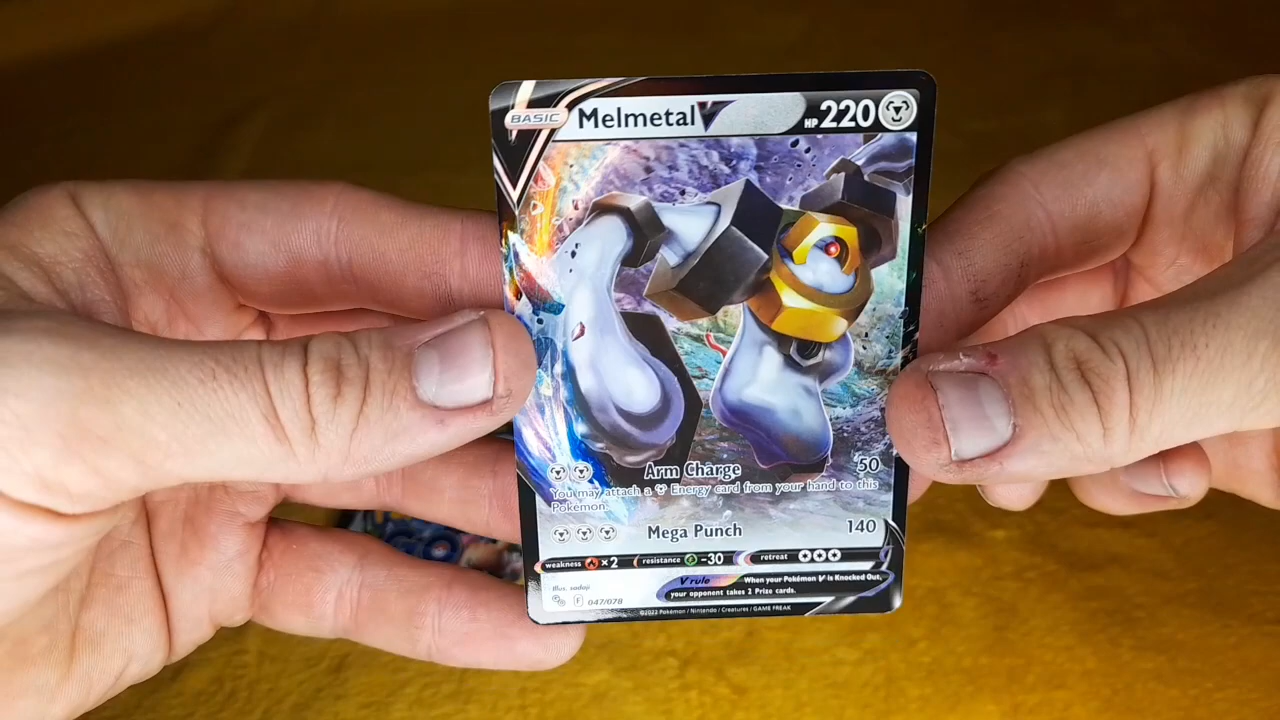 BASIC MelmetalV HP 220
Arm Charge 50
You may attach a Energy card from your hand to this
Pokémon.
Mega Punch 140
weakness ×2 resistance -30 retreat
V rule When your Pokémon V is Knocked Out,
your opponent takes 2 Prize cards.
Illus. saduji
F 047/078
©2022 Pokémon / Nintendo / Creatures / GAME FREAK